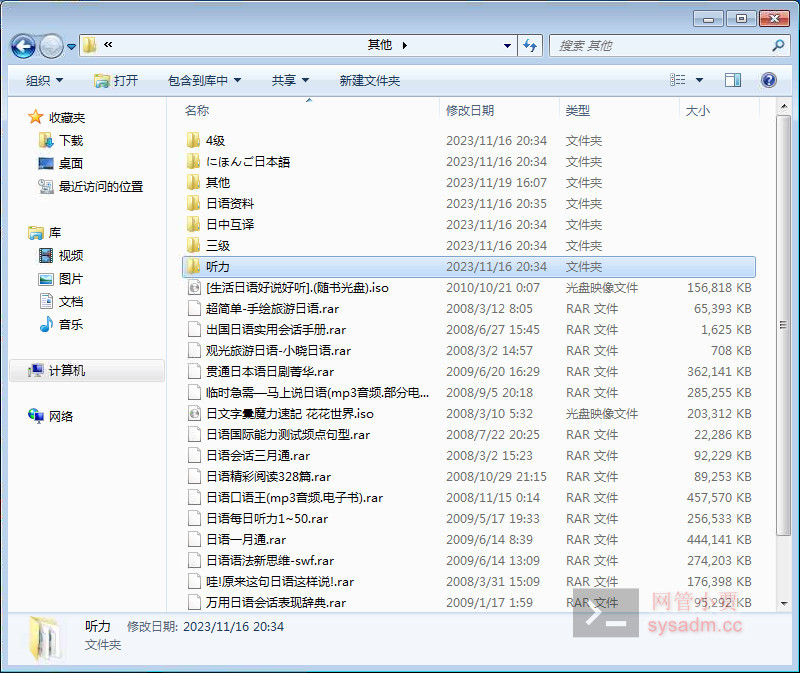 «
其他
搜索 其他
组织 打开 包含到库中 共享 新建文件夹
收藏夹
下载
桌面
最近访问的位置
库
视频
图片
文档
音乐
计算机
网络
名称 修改日期 类型 大小
4级 2023/11/16 20:34 文件夹
にほんご日本語 2023/11/16 20:34 文件夹
其他 2023/11/19 16:07 文件夹
日语资料 2023/11/16 20:35 文件夹
日中互译 2023/11/16 20:34 文件夹
三级 2023/11/16 20:34 文件夹
听力 2023/11/16 20:34 文件夹
[生活日语好说好听].(随书光盘).iso 2010/10/21 0:07 光盘映像文件 156,818 KB
超简单-手绘旅游日语.rar 2008/3/12 8:05 RAR 文件 65,393 KB
出国日语实用会话手册.rar 2008/6/27 15:45 RAR 文件 1,625 KB
观光旅游日语-小晓日语.rar 2008/3/2 14:57 RAR 文件 708 KB
贯通日本语日剧菁华.rar 2009/6/20 16:29 RAR 文件 362,141 KB
临时急需—马上说日语(mp3音频.部分电... 2008/9/5 20:18 RAR 文件 285,255 KB
日文字彙魔力速記 花花世界.iso 2008/3/10 5:32 光盘映像文件 203,312 KB
日语国际能力测试频点句型.rar 2008/7/22 20:25 RAR 文件 22,286 KB
日语会话三月通.rar 2008/3/2 15:23 RAR 文件 92,229 KB
日语精彩阅读328篇.rar 2008/10/29 21:15 RAR 文件 89,253 KB
日语口语王(mp3音频.电子书).rar 2008/11/15 0:14 RAR 文件 457,570 KB
日语每日听力1~50.rar 2009/5/17 19:33 RAR 文件 256,533 KB
日语一月通.rar 2009/6/14 8:39 RAR 文件 444,141 KB
日语语法新思维-swf.rar 2009/6/14 13:09 RAR 文件 274,203 KB
哇!原来这句日语这样说!.rar 2008/3/31 15:09 RAR 文件 176,398 KB
万用日语会话表现辞典.rar 2009/1/17 1:59 RAR 文件 95,292 KB
听力 修改日期: 2023/11/16 20:34
文件夹
网管小贾
sysadm.cc